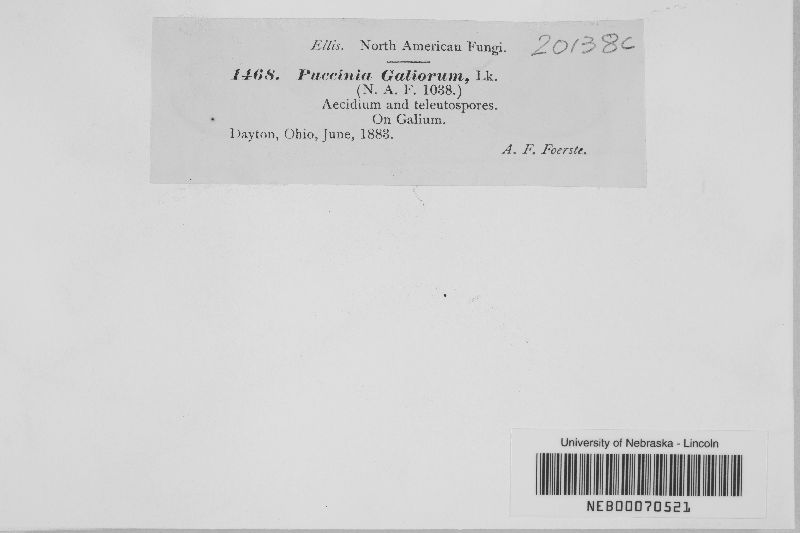 Ellis. North American Fungi. 20138c
1468. Puccinia Galiorum, Lk.
(N. A. F. 1038.)
Aecidium and teleutospores.
On Galium.
Dayton, Ohio, June, 1883.
A. F. Foerste.
University of Nebraska - Lincoln
NEB00070521